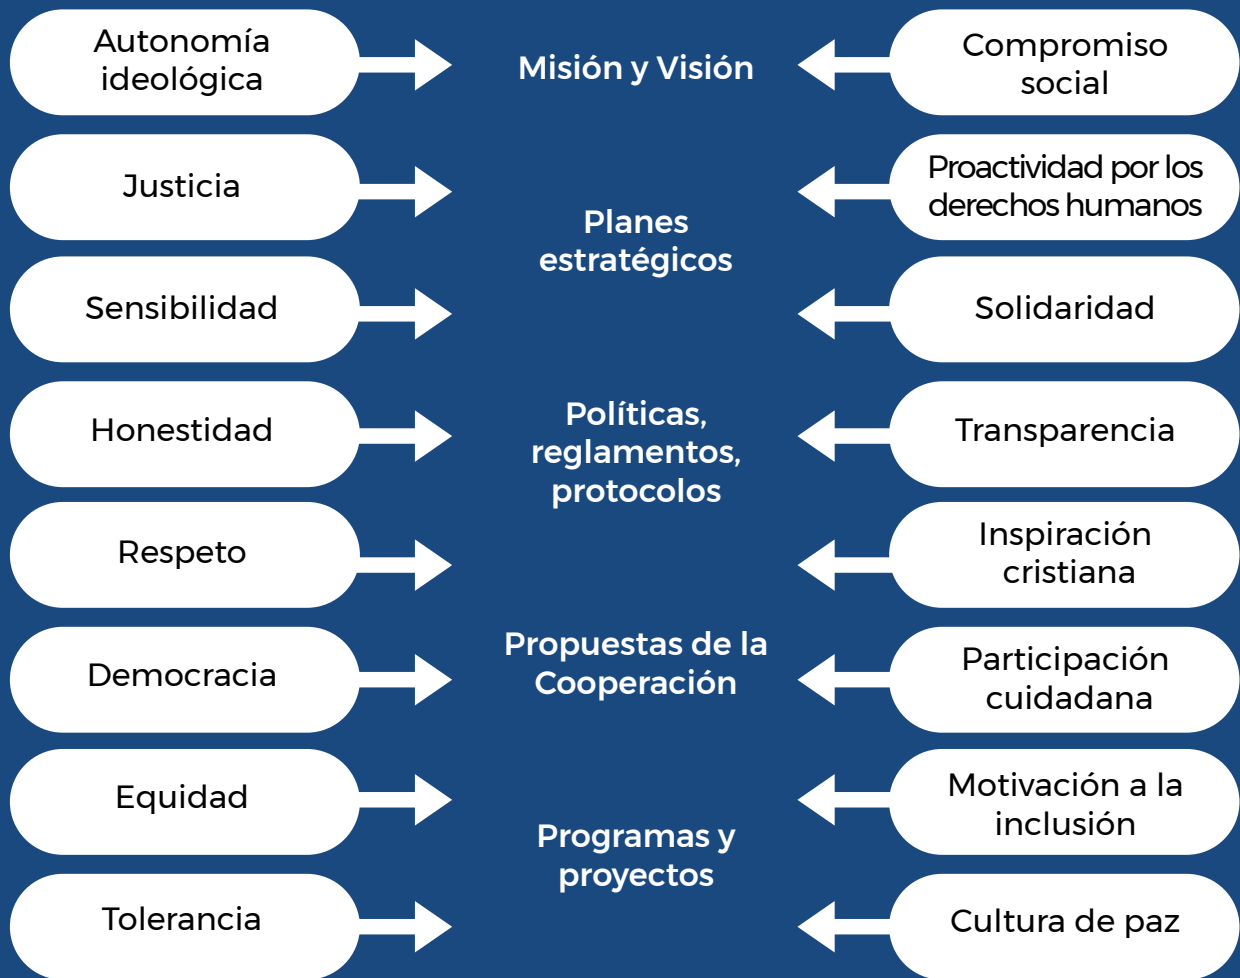 Autonomía
ideológica
Misión y Visión
Compromiso
social
Justicia
Proactividad por los
derechos humanos
Planes
estratégicos
Sensibilidad
Solidaridad
Honestidad
Políticas,
reglamentos,
protocolos
Transparencia
Respeto
Inspiración
cristiana
Democracia
Propuestas de la
Cooperación
Participación
cuidadana
Equidad
Motivación a la
inclusión
Programas y
proyectos
Tolerancia
Cultura de paz